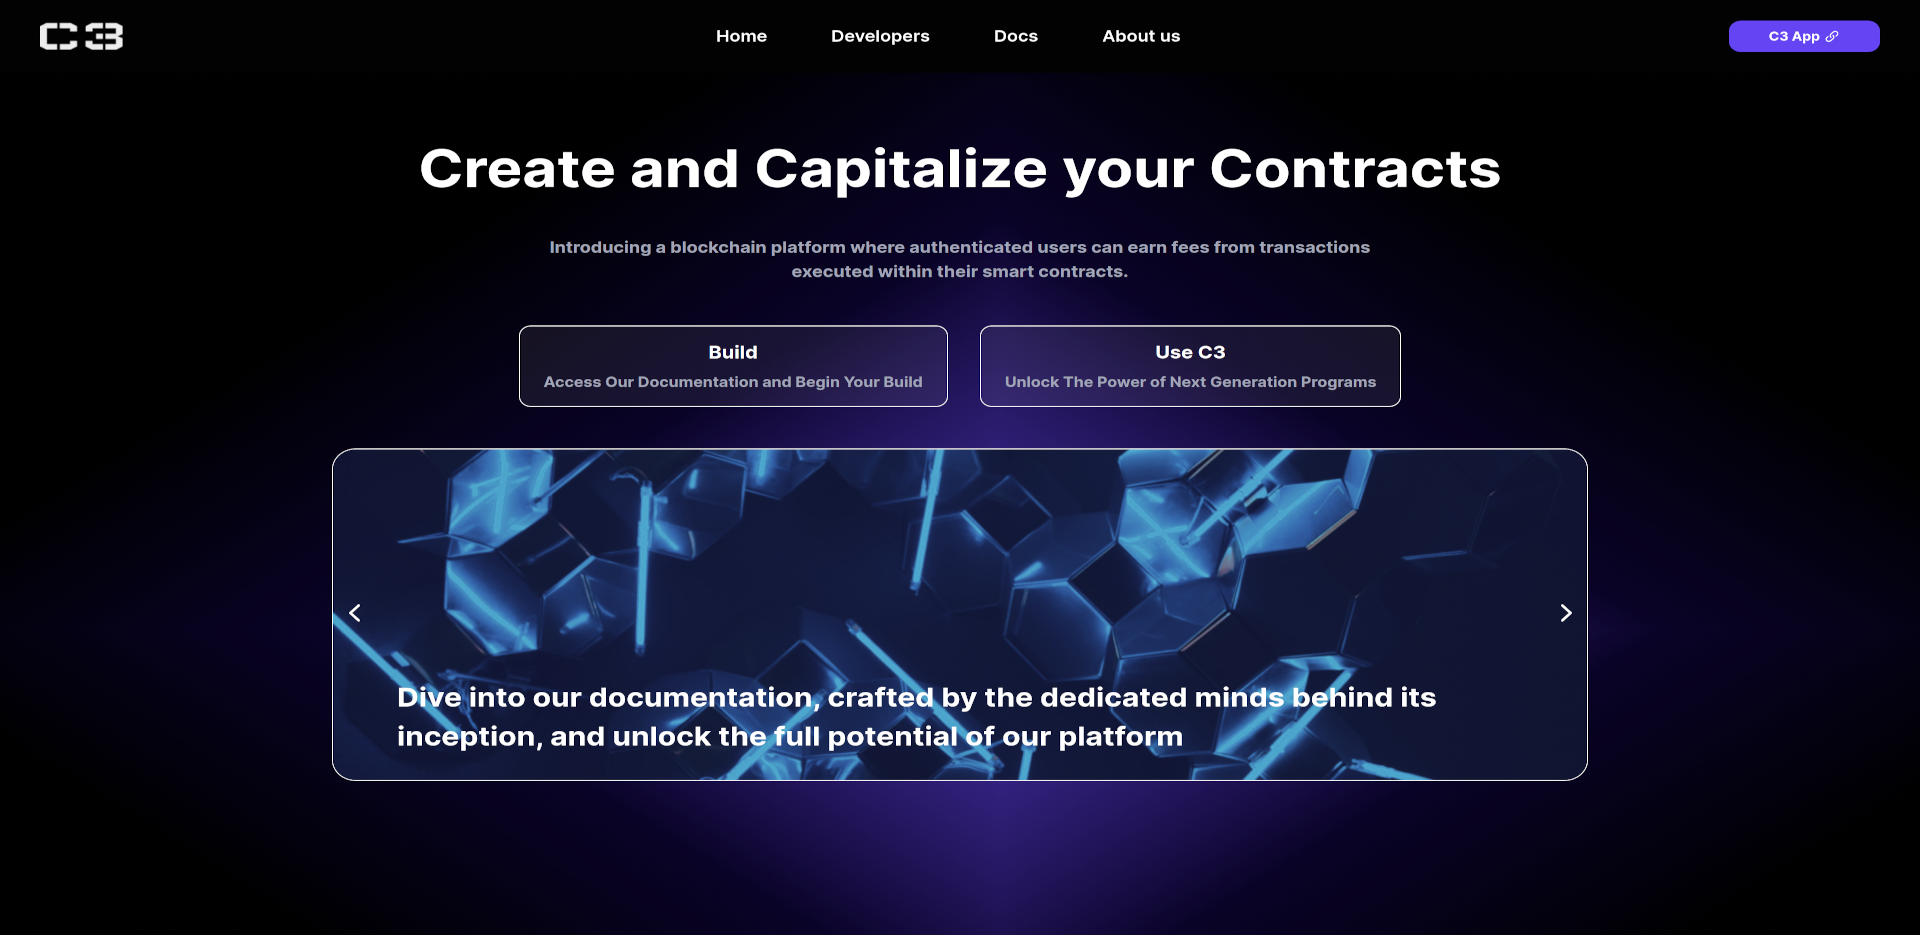 C3
Home
Developers
Docs
About us
C3 App
Create and Capitalize your Contracts
Introducing a blockchain platform where authenticated users can earn fees from transactions
executed within their smart contracts.
Build
Access Our Documentation and Begin Your Build
Use C3
Unlock The Power of Next Generation Programs
Dive into our documentation, crafted by the dedicated minds behind its
inception, and unlock the full potential of our platform